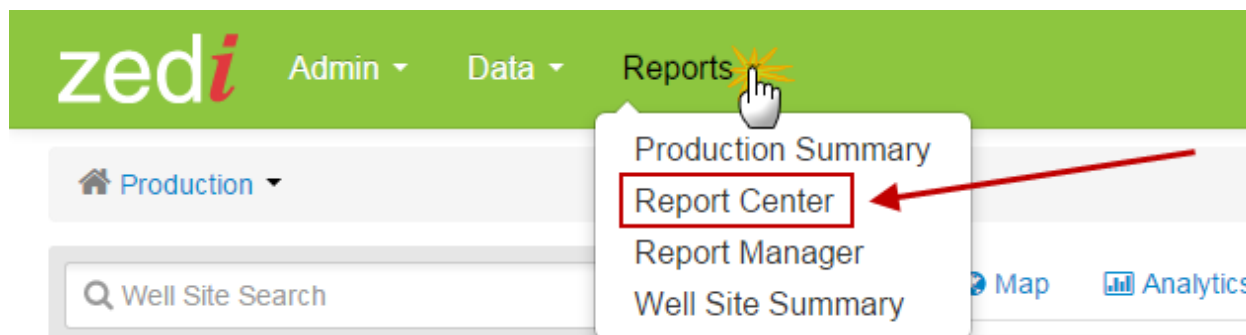 zedi Admin Data Reports
Production Summary
Production
Report Center
Report Manager
Well Site Search
Map Analytics
Well Site Summary